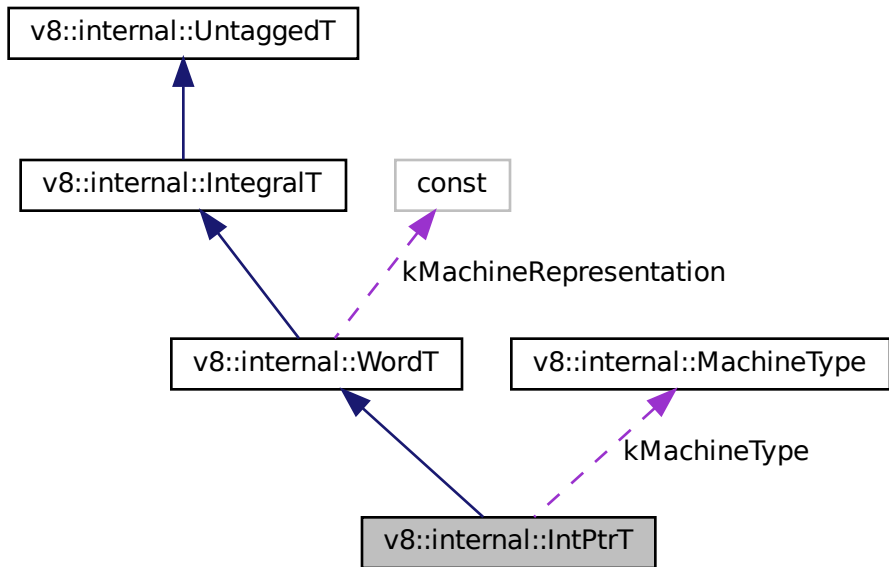 v8::internal::UntaggedT
v8::internal::IntegralT
const
kMachineRepresentation
v8::internal::WordT
v8::internal::MachineType
kMachineType
v8::internal::IntPtrT